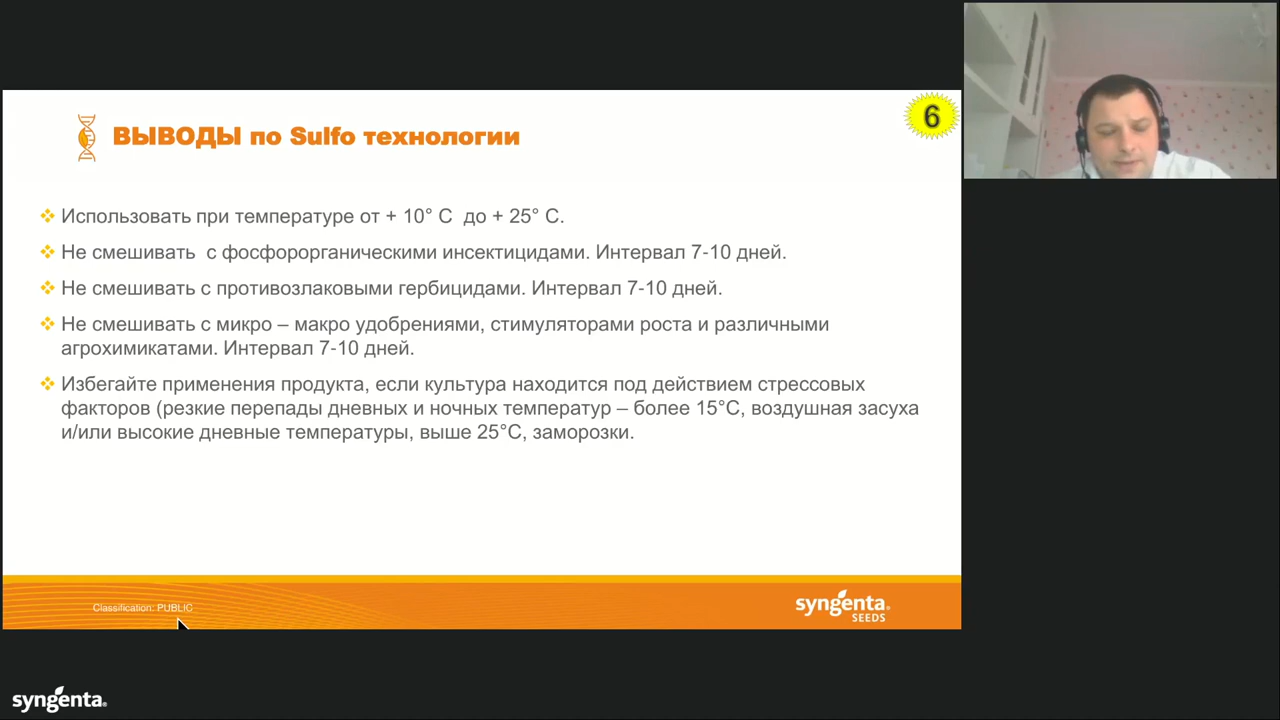 ВЫВОДЫ по Sulfo технологии
6
Использовать при температуре от + 10° С до + 25° С.
Не смешивать с фосфорорганическими инсектицидами. Интервал 7-10 дней.
Не смешивать с противозлаковыми гербицидами. Интервал 7-10 дней.
Не смешивать с микро – макро удобрениями, стимуляторами роста и различными
агрохимикатами. Интервал 7-10 дней.
Избегайте применения продукта, если культура находится под действием стрессовых
факторов (резкие перепады дневных и ночных температур – более 15°С, воздушная засуха
и/или высокие дневные температуры, выше 25°С, заморозки.
Classification: PUBLIC
syngenta®
SEEDS
syngenta®